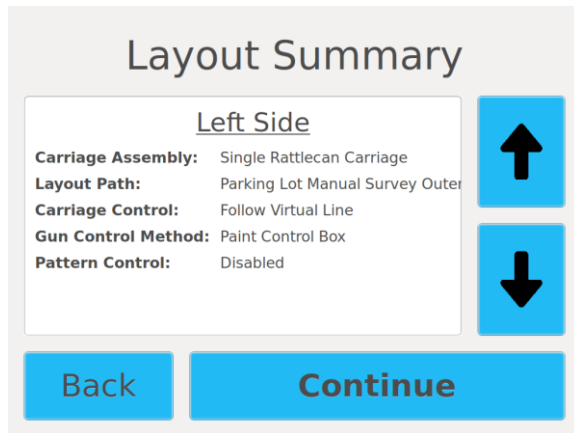 Layout Summary
Left Side
Carriage Assembly: Single Rattlecan Carriage
Layout Path: Parking Lot Manual Survey Outer
Carriage Control: Follow Virtual Line
Gun Control Method: Paint Control Box
Pattern Control: Disabled
Back
Continue